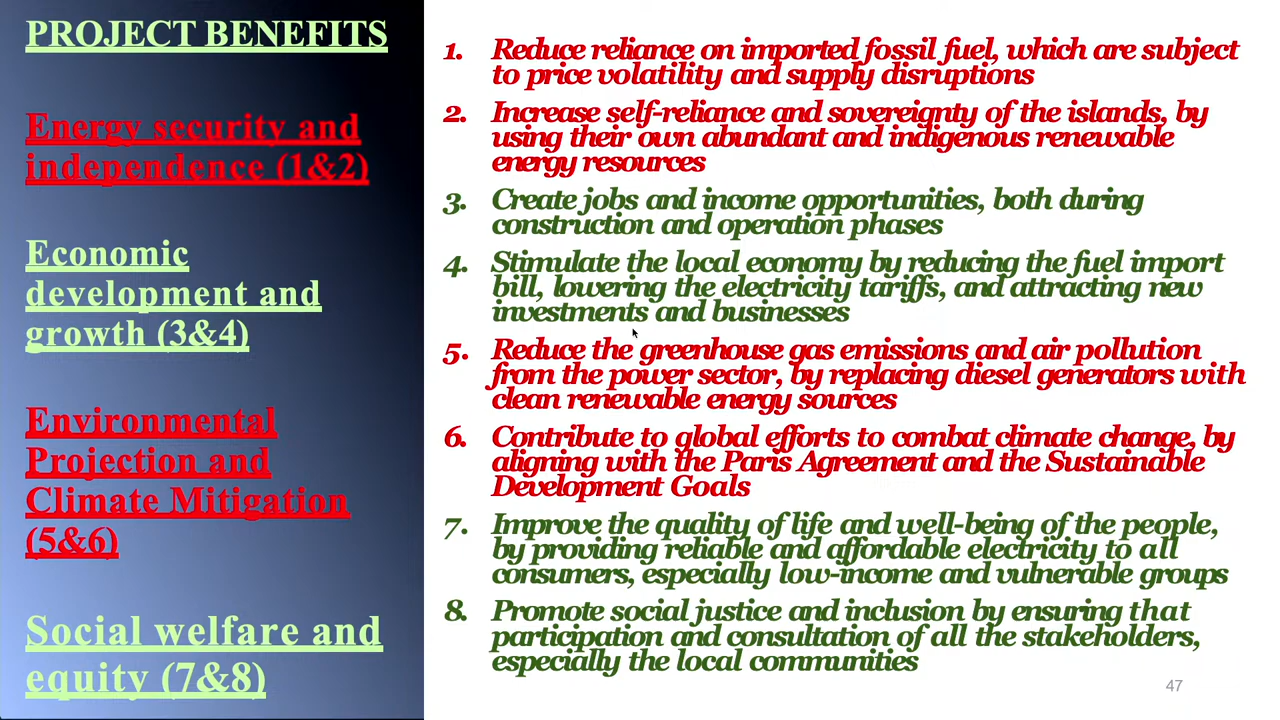 PROJECT BENEFITS
Energy security and
independence (1&2)
Economic
development and
growth (3&4)
Environmental
Projection and
Climate Mitigation
(5&6)
Social welfare and
equity (7&8)
1. Reduce reliance on imported fossil fuel, which are subject
to price volatility and supply disruptions
2. Increase self-reliance and sovereignty of the islands, by
using their own abundant and indigenous renewable
energy resources
3. Create jobs and income opportunities, both during
construction and operation phases
4. Stimulate the local economy by reducing the fuel import
bill, lowering the electricity tariffs, and attracting new
investments and businesses
5. Reduce the greenhouse gas emissions and air pollution
from the power sector, by replacing diesel generators with
clean renewable energy sources
6. Contribute to global efforts to combat climate change, by
aligning with the Paris Agreement and the Sustainable
Development Goals
7. Improve the quality of life and well-being of the people,
by providing reliable and affordable electricity to all
consumers, especially low-income and vulnerable groups
8. Promote social justice and inclusion by ensuring that
participation and consultation of all the stakeholders,
especially the local communities
47